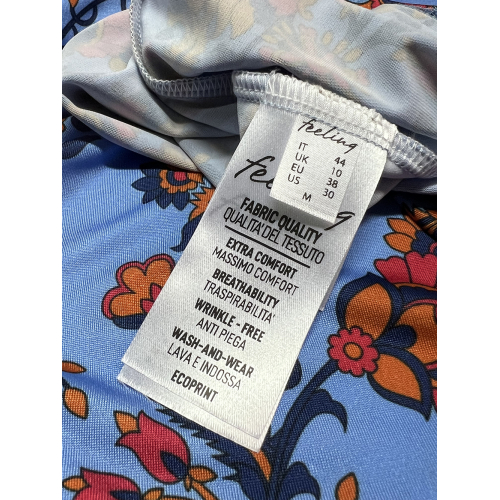 feeling
IT 44
UK 10
EU 38
US 30
M
feeling
FABRIC QUALITY
QUALITA' DEL TESSUTO
EXTRA COMFORT
MASSIMO COMFORT
BREATHABILITY
TRASPIRABILITA'
WRINKLE - FREE
ANTI PIEGA
WASH-AND-WEAR
LAVA E INDOSSA
ECOPRINT